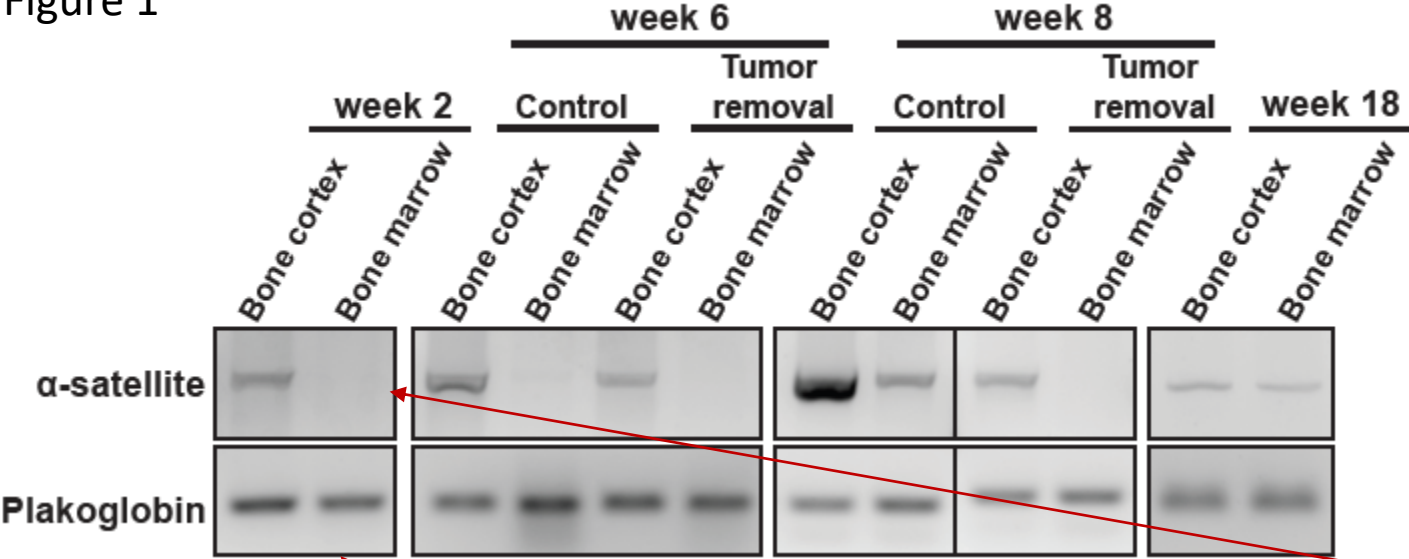 Figure 1
week 6
week 8
Tumor
Tumor
week 2
Control
removal
Control
removal
week 18
Bone cortex
Bone marrow
Bone cortex
Bone marrow
Bone cortex
Bone marrow
Bone cortex
Bone marrow
Bone cortex
Bone marrow
Bone cortex
Bone marrow
α-satellite
Plakoglobin